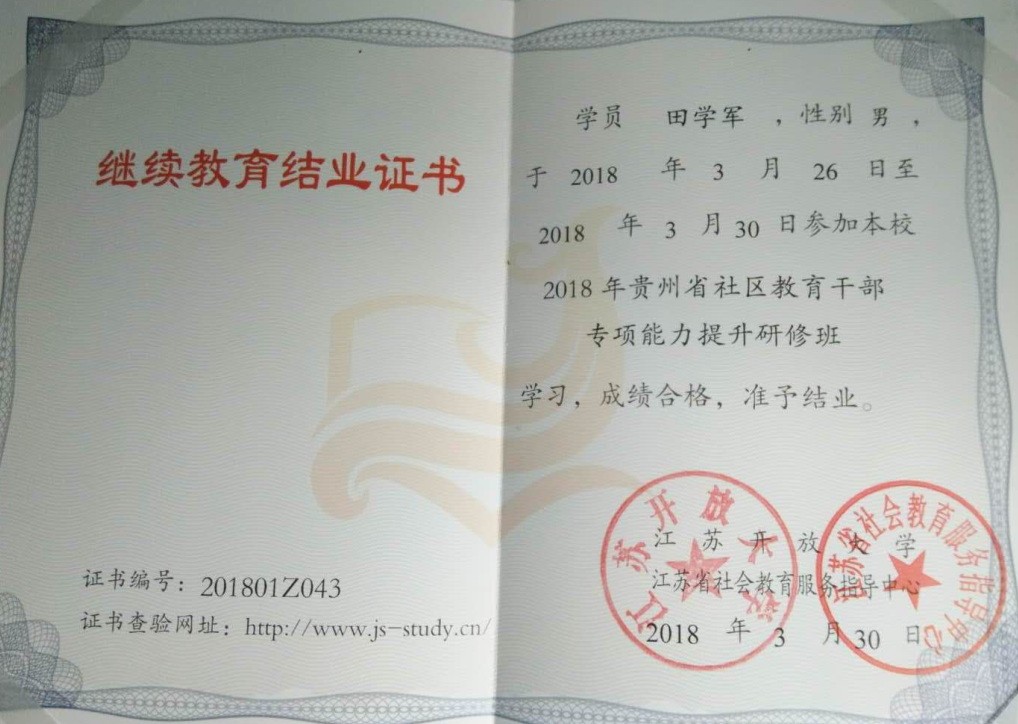 继续教育结业证书
证书编号：201801Z043
证书查验网址：http://www.js-study.cn/
学员 田学军 ，性别 男 ，
于 2018 年 3 月 26 日至
2018 年 3 月 30 日参加本校
2018 年贵州省社区教育干部
专项能力提升研修班
学习，成绩合格，准予结业。
江苏开放大学
江苏省社会教育服务指导中心
2018 年 3 月 30 日
江苏开放大学
江苏省社会教育服务指导中心